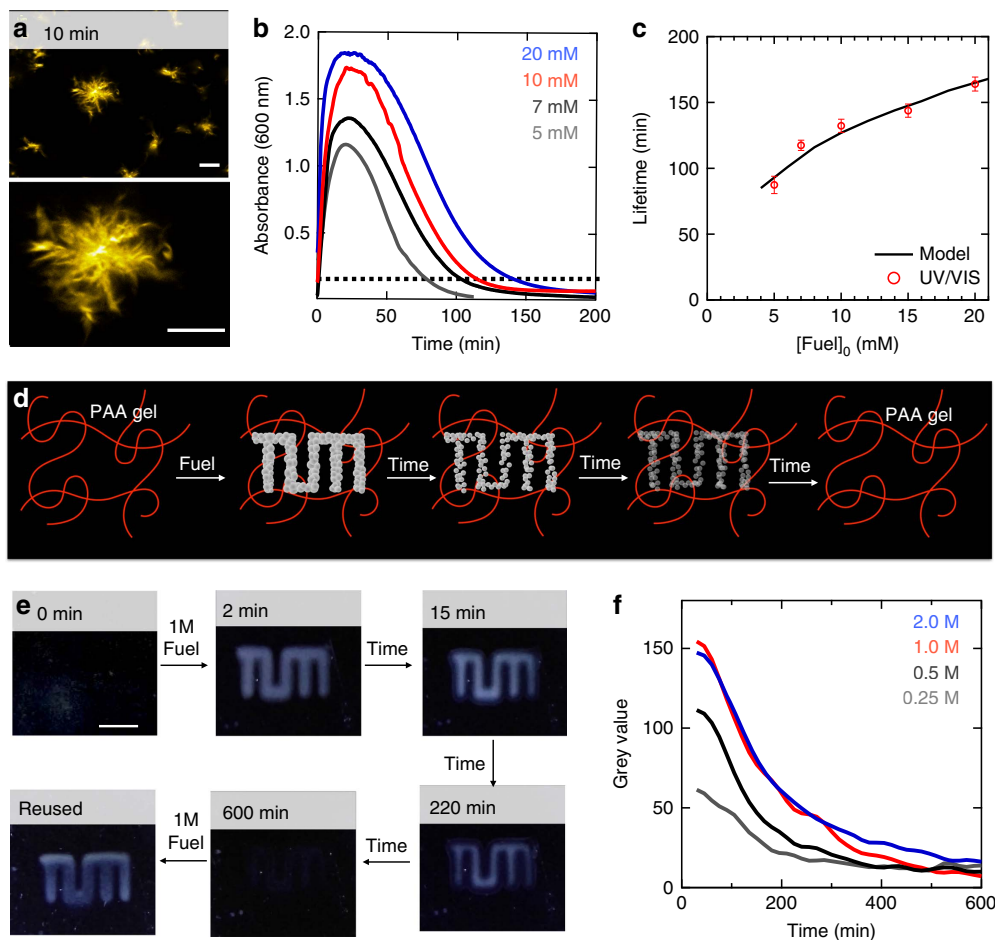 a
10 min
b
2.0
1.5
1.0
0.5
0 50 100 150 200
Absorbance (600 nm)
Time (min)
20 mM
10 mM
7 mM
5 mM
c
200
150
100
50
0
0 5 10 15 20
Lifetime (min)
[Fuel]0 (mM)
Model
UV/VIS
d
PAA gel
Fuel
Time
Time
Time
PAA gel
e
0 min
1M
Fuel
2 min
Time
15 min
Time
220 min
Time
600 min
1M
Fuel
Reused
f
150
100
50
0
0 200 400 600
Grey value
Time (min)
2.0 M
1.0 M
0.5 M
0.25 M